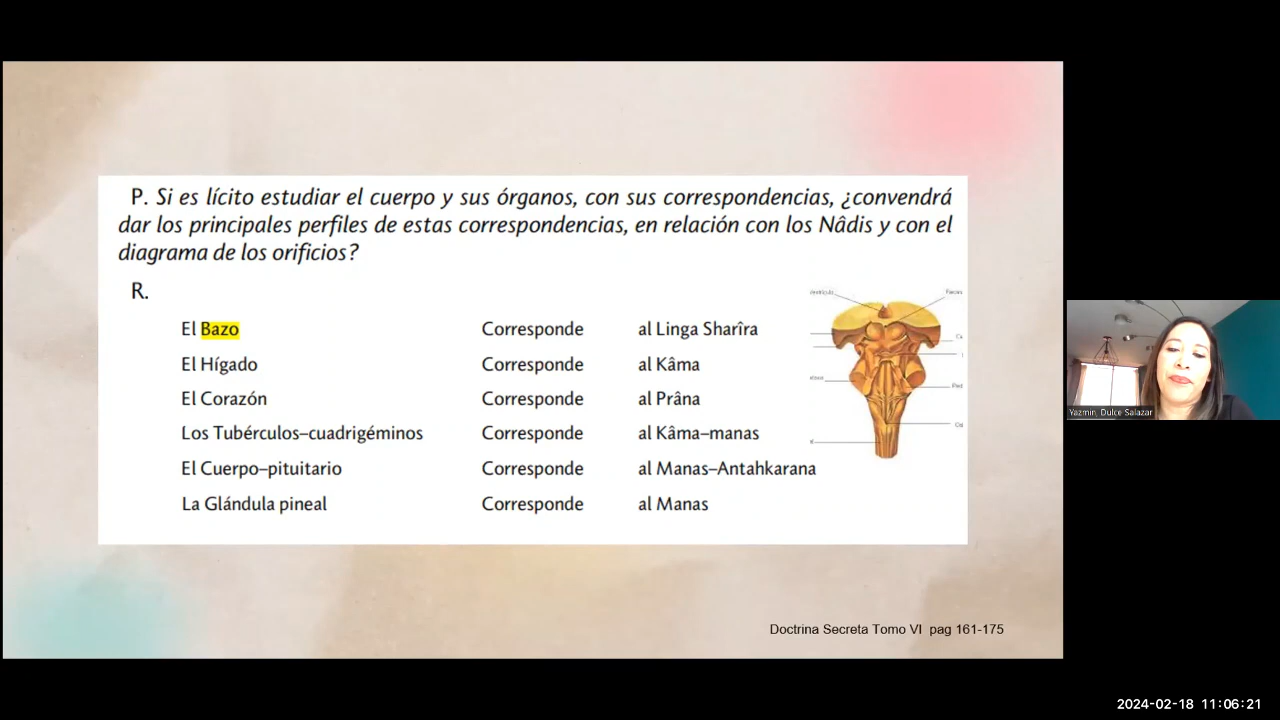 P. Si es lícito estudiar el cuerpo y sus órganos, con sus correspondencias, ¿convendrá
dar los principales perfiles de estas correspondencias, en relación con los Nâdis y con el
diagrama de los orificios?
R.
El Bazo Corresponde al Linga Sharîra
El Hígado Corresponde al Kâma
El Corazón Corresponde al Prâna
Los Tubérculos–cuadrigéminos Corresponde al Kâma–manas
El Cuerpo–pituitario Corresponde al Manas–Antahkarana
La Glándula pineal Corresponde al Manas
Doctrina Secreta Tomo VI pag 161-175
Yazmin, Dulce Salazar
2024-02-18 11:06:21